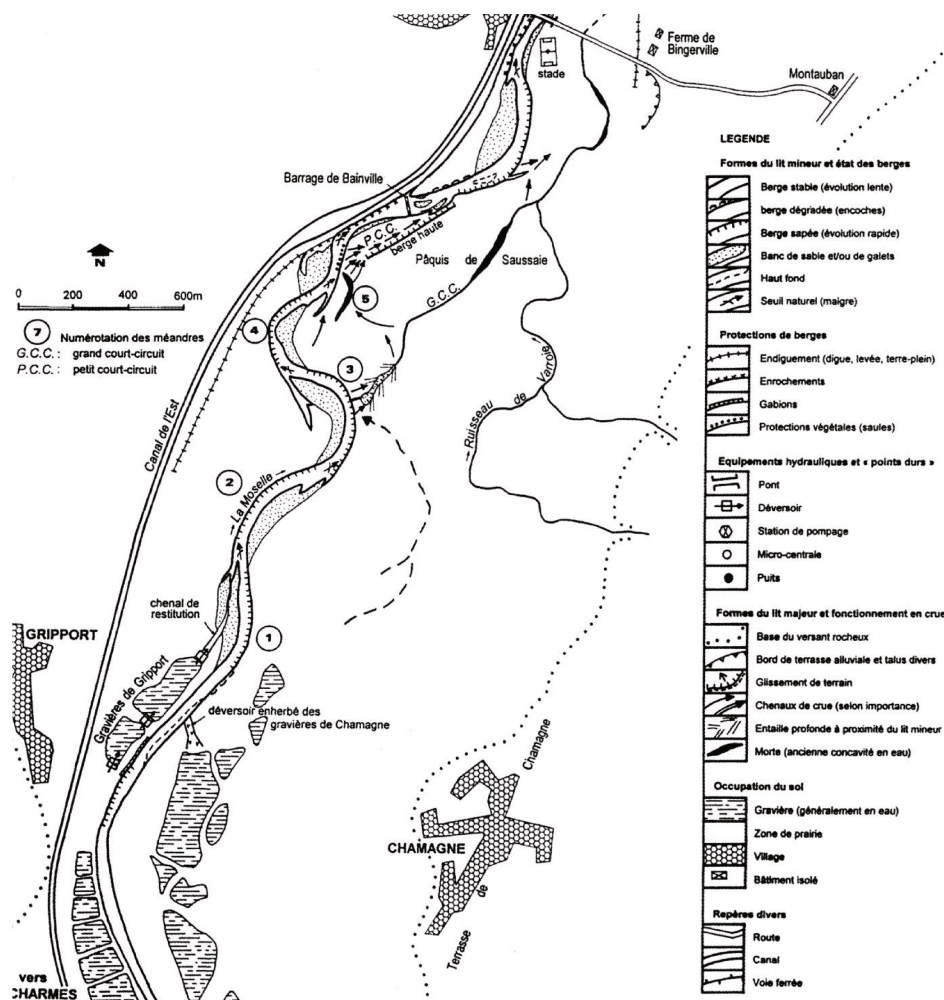 Ferme de
Bingerville
stade
Montauban
Barrage de Bainville
P.C.C.
berge haute
Pâquis de Saussaie
G.C.C.
N
0 200 400 600m
7 Numérotation des méandres
G.C.C. : grand court-circuit
P.C.C. : petit court-circuit
5
4
3
Canal de l'Est
Ruisseau de Varroie
2
La Moselle
chenal de
restitution
GRIPPORT
1
Gravières de Gripport
déversoir enherbé des
gravières de Chamagne
CHAMAGNE
Terrasse de Chamagne
vers
CHARMES
LEGENDE
Formes du lit mineur et état des berges
Berge stable (évolution lente)
berge dégradée (encoches)
Berge sapée (évolution rapide)
Banc de sable et/ou de galets
Haut fond
Seuil naturel (maigre)
Protections de berges
Endiguement (digue, levée, terre-plein)
Enrochements
Gabions
Protections végétales (saules)
Equipements hydrauliques et « points durs »
Pont
Déversoir
Station de pompage
Micro-centrale
Puits
Formes du lit majeur et fonctionnement en crue
Base du versant rocheux
Bord de terrasse alluviale et talus divers
Glissement de terrain
Chenaux de crue (selon importance)
Entaille profonde à proximité du lit mineur
Morte (ancienne concavité en eau)
Occupation du sol
Gravière (généralement en eau)
Zone de prairie
Village
Bâtiment isolé
Repères divers
Route
Canal
Voie ferrée